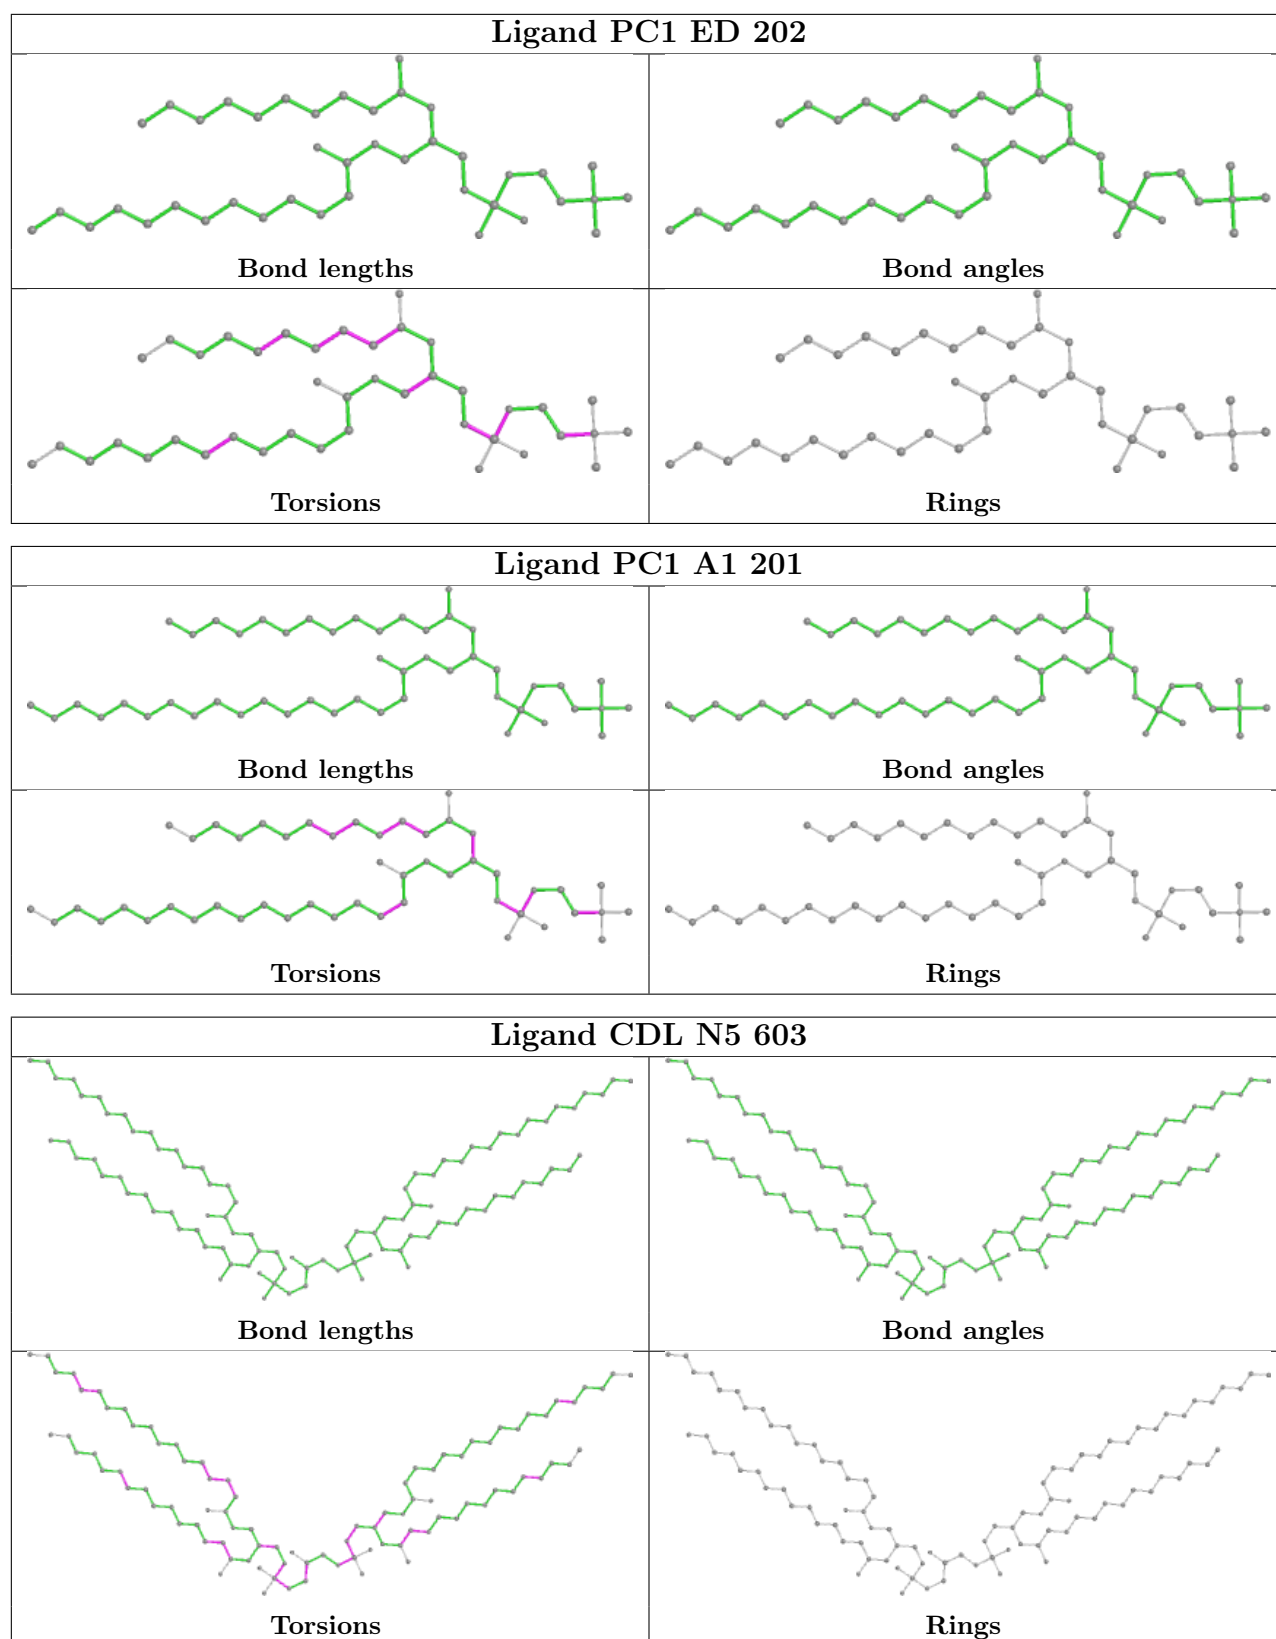 Ligand PC1 ED 202
Bond lengths
Bond angles
Torsions
Rings
Ligand PC1 A1 201
Bond lengths
Bond angles
Torsions
Rings
Ligand CDL N5 603
Bond lengths
Bond angles
Torsions
Rings